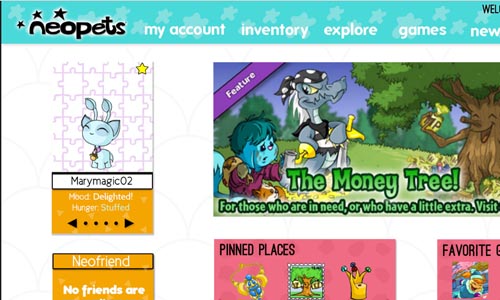 neopets
my account inventory explore games new
WELC
Feature
The Money Tree!
For those who are in need, or who have a little extra. Visit
Marymagic02
Mood: Delighted!
Hunger: Stuffed
Neofriend
No friends are
PINNED PLACES
FAVORITE G